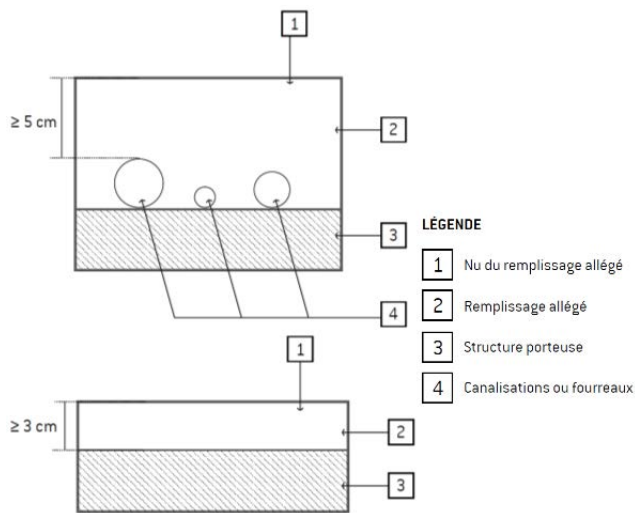 1
≥ 5 cm
2
3
4
1
≥ 3 cm
2
3
LÉGENDE
1 Nu du remplissage allégé
2 Remplissage allégé
3 Structure porteuse
4 Canalisations ou fourreaux